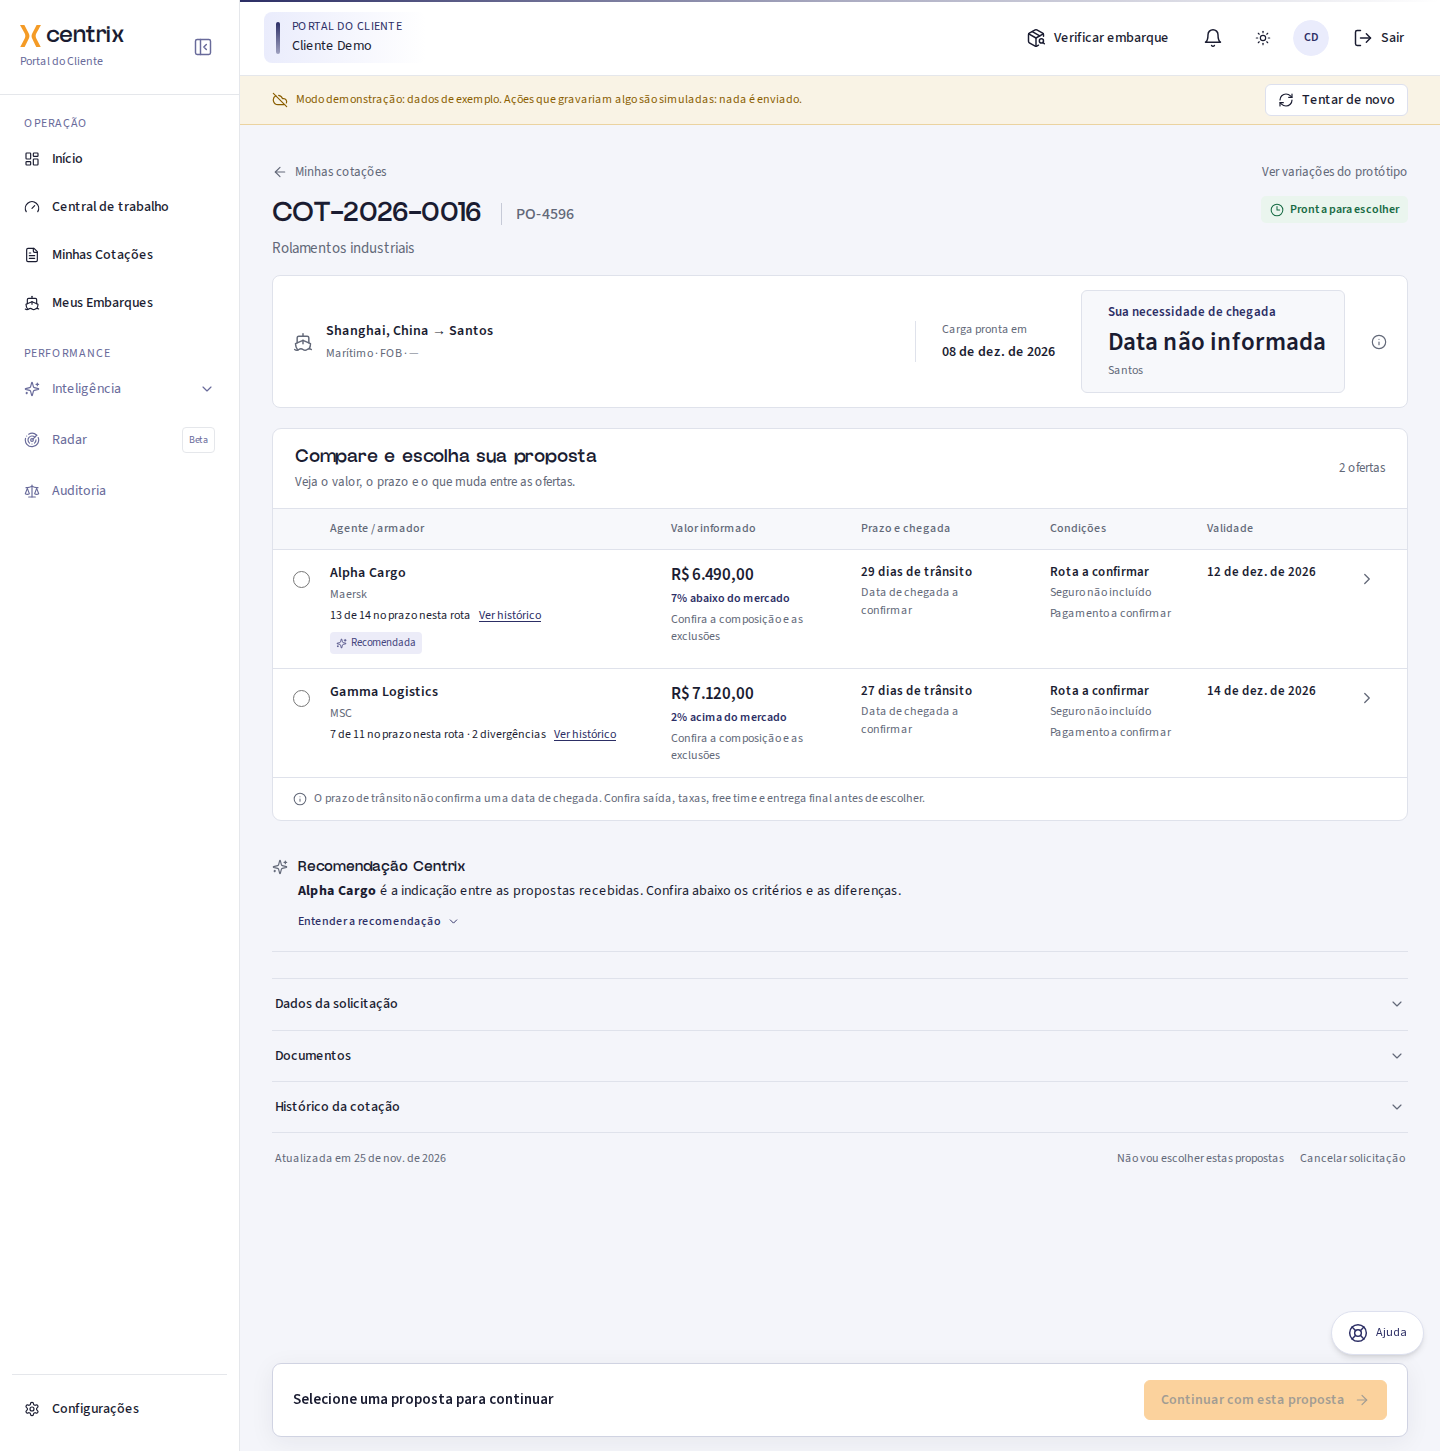 centrix
Portal do Cliente
OPERAÇÃO
Início
Central de trabalho
Minhas Cotações
Meus Embarques
PERFORMANCE
Inteligência
Radar
Beta
Auditoria
Configurações
PORTAL DO CLIENTE
Cliente Demo
Verificar embarque
CD
Sair
Modo demonstração: dados de exemplo. Ações que gravariam algo são simuladas: nada é enviado.
Tentar de novo
Minhas cotações
Ver variações do protótipo
COT-2026-0016
PO-4596
Pronta para escolher
Rolamentos industriais
Shanghai, China → Santos
Marítimo · FOB · —
Carga pronta em
08 de dez. de 2026
Sua necessidade de chegada
Data não informada
Santos
Compare e escolha sua proposta
Veja o valor, o prazo e o que muda entre as ofertas.
2 ofertas
Agente / armador
Valor informado
Prazo e chegada
Condições
Validade
Alpha Cargo
Maersk
13 de 14 no prazo nesta rota
Ver histórico
Recomendada
R$ 6.490,00
7% abaixo do mercado
Confira a composição e as
exclusões
29 dias de trânsito
Data de chegada a
confirmar
Rota a confirmar
Seguro não incluído
Pagamento a confirmar
12 de dez. de 2026
Gamma Logistics
MSC
7 de 11 no prazo nesta rota · 2 divergências
Ver histórico
R$ 7.120,00
2% acima do mercado
Confira a composição e as
exclusões
27 dias de trânsito
Data de chegada a
confirmar
Rota a confirmar
Seguro não incluído
Pagamento a confirmar
14 de dez. de 2026
O prazo de trânsito não confirma uma data de chegada. Confira saída, taxas, free time e entrega final antes de escolher.
Recomendação Centrix
Alpha Cargo é a indicação entre as propostas recebidas. Confira abaixo os critérios e as diferenças.
Entender a recomendação
Dados da solicitação
Documentos
Histórico da cotação
Atualizada em 25 de nov. de 2026
Não vou escolher estas propostas
Cancelar solicitação
Ajuda
Selecione uma proposta para continuar
Continuar com esta proposta